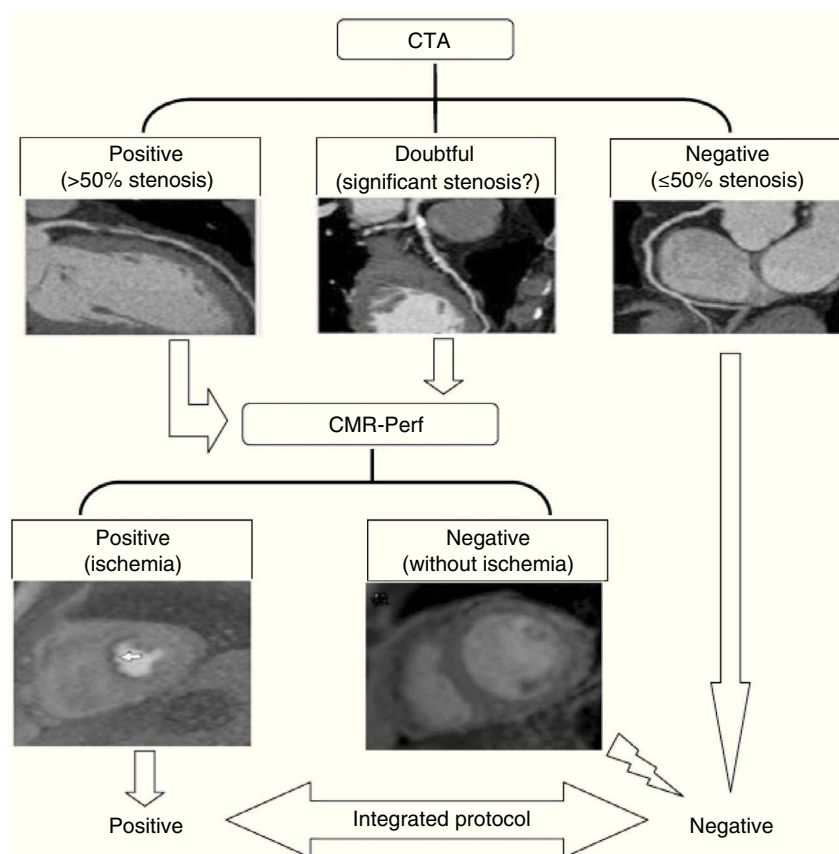 CTA
Positive
(>50% stenosis)
Doubtful
(significant stenosis?)
Negative
(≤50% stenosis)
CMR-Perf
Positive
(ischemia)
Negative
(without ischemia)
Positive
Integrated protocol
Negative